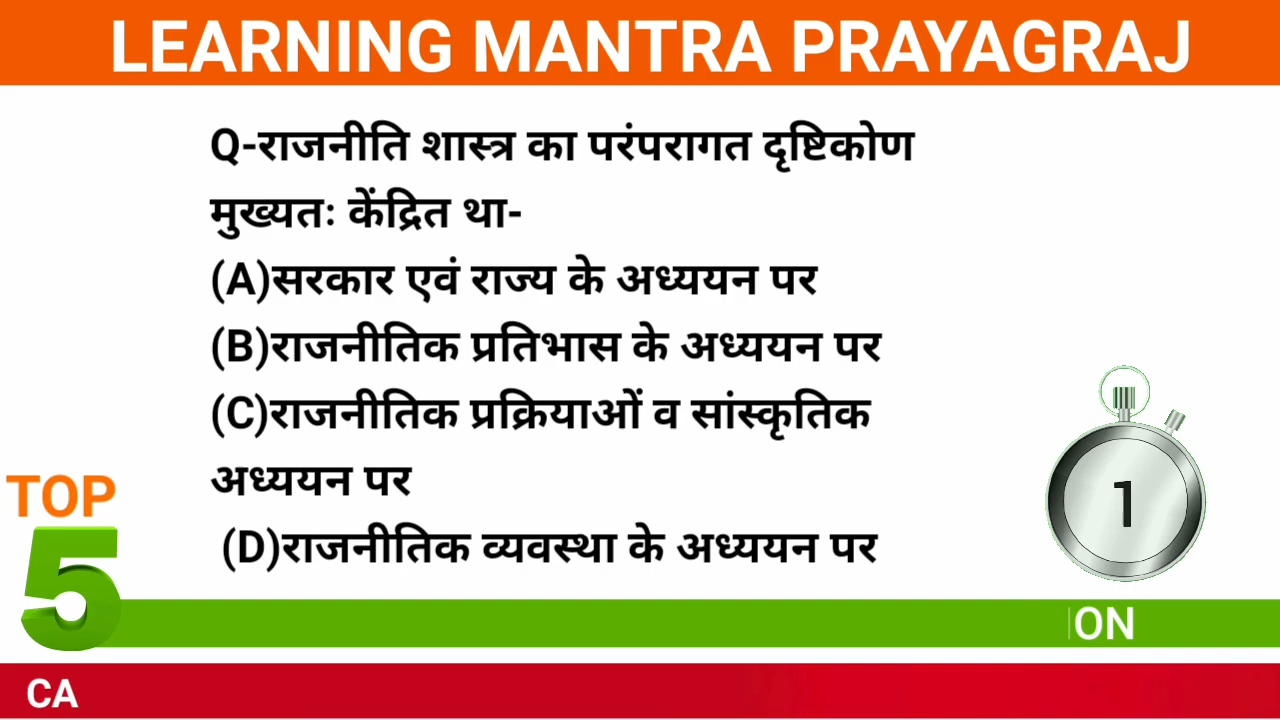 LEARNING MANTRA PRAYAGRAJ
Q-राजनीति शास्त्र का परंपरागत दृष्टिकोण
मुख्यतः केंद्रित था-
(A)सरकार एवं राज्य के अध्ययन पर
(B)राजनीतिक प्रतिभास के अध्ययन पर
(C)राजनीतिक प्रक्रियाओं व सांस्कृतिक
अध्ययन पर
(D)राजनीतिक व्यवस्था के अध्ययन पर
TOP
5
1
ON
CA